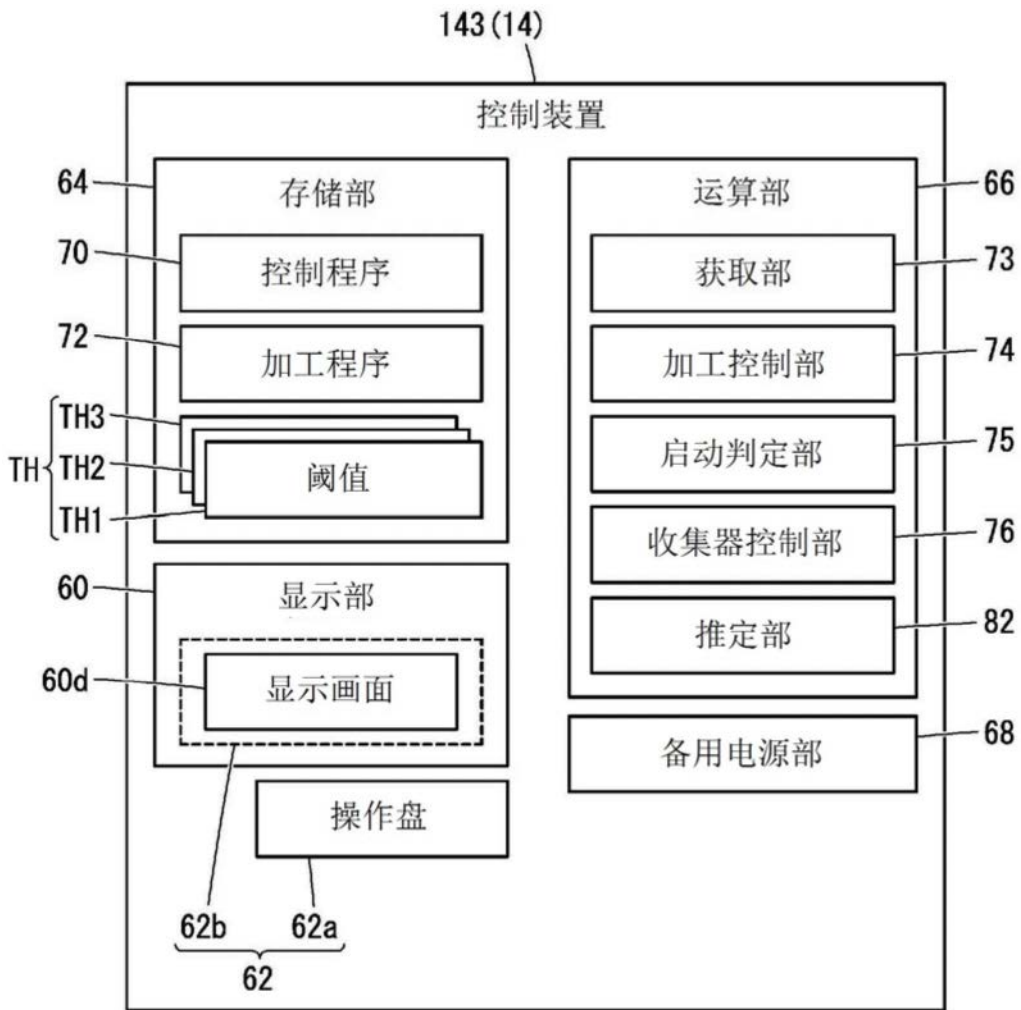 143(14)
控制装置
64
存储部
70
控制程序
72
加工程序
TH
TH3
TH2
TH1
阈值
60
显示部
60d
显示画面
操作盘
62b
62a
62
运算部
66
获取部
73
加工控制部
74
启动判定部
75
收集器控制部
76
推定部
82
备用电源部
68